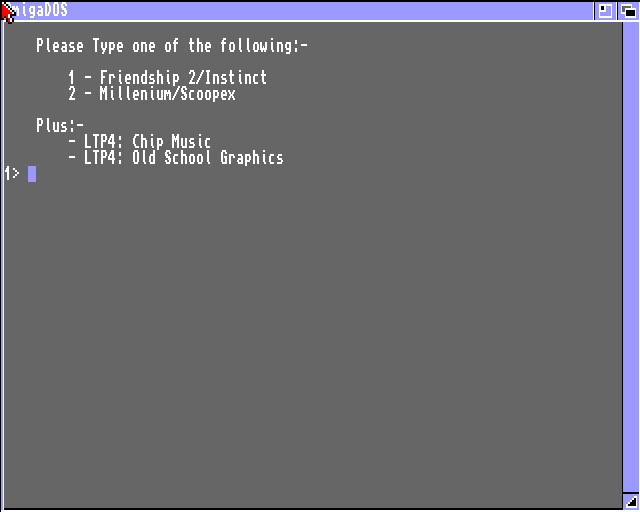 migaDOS
Please Type one of the following:-
1 - Friendship 2/Instinct
2 - Millenium/Scoopex
Plus:-
- LTP4: Chip Music
- LTP4: Old School Graphics
1>